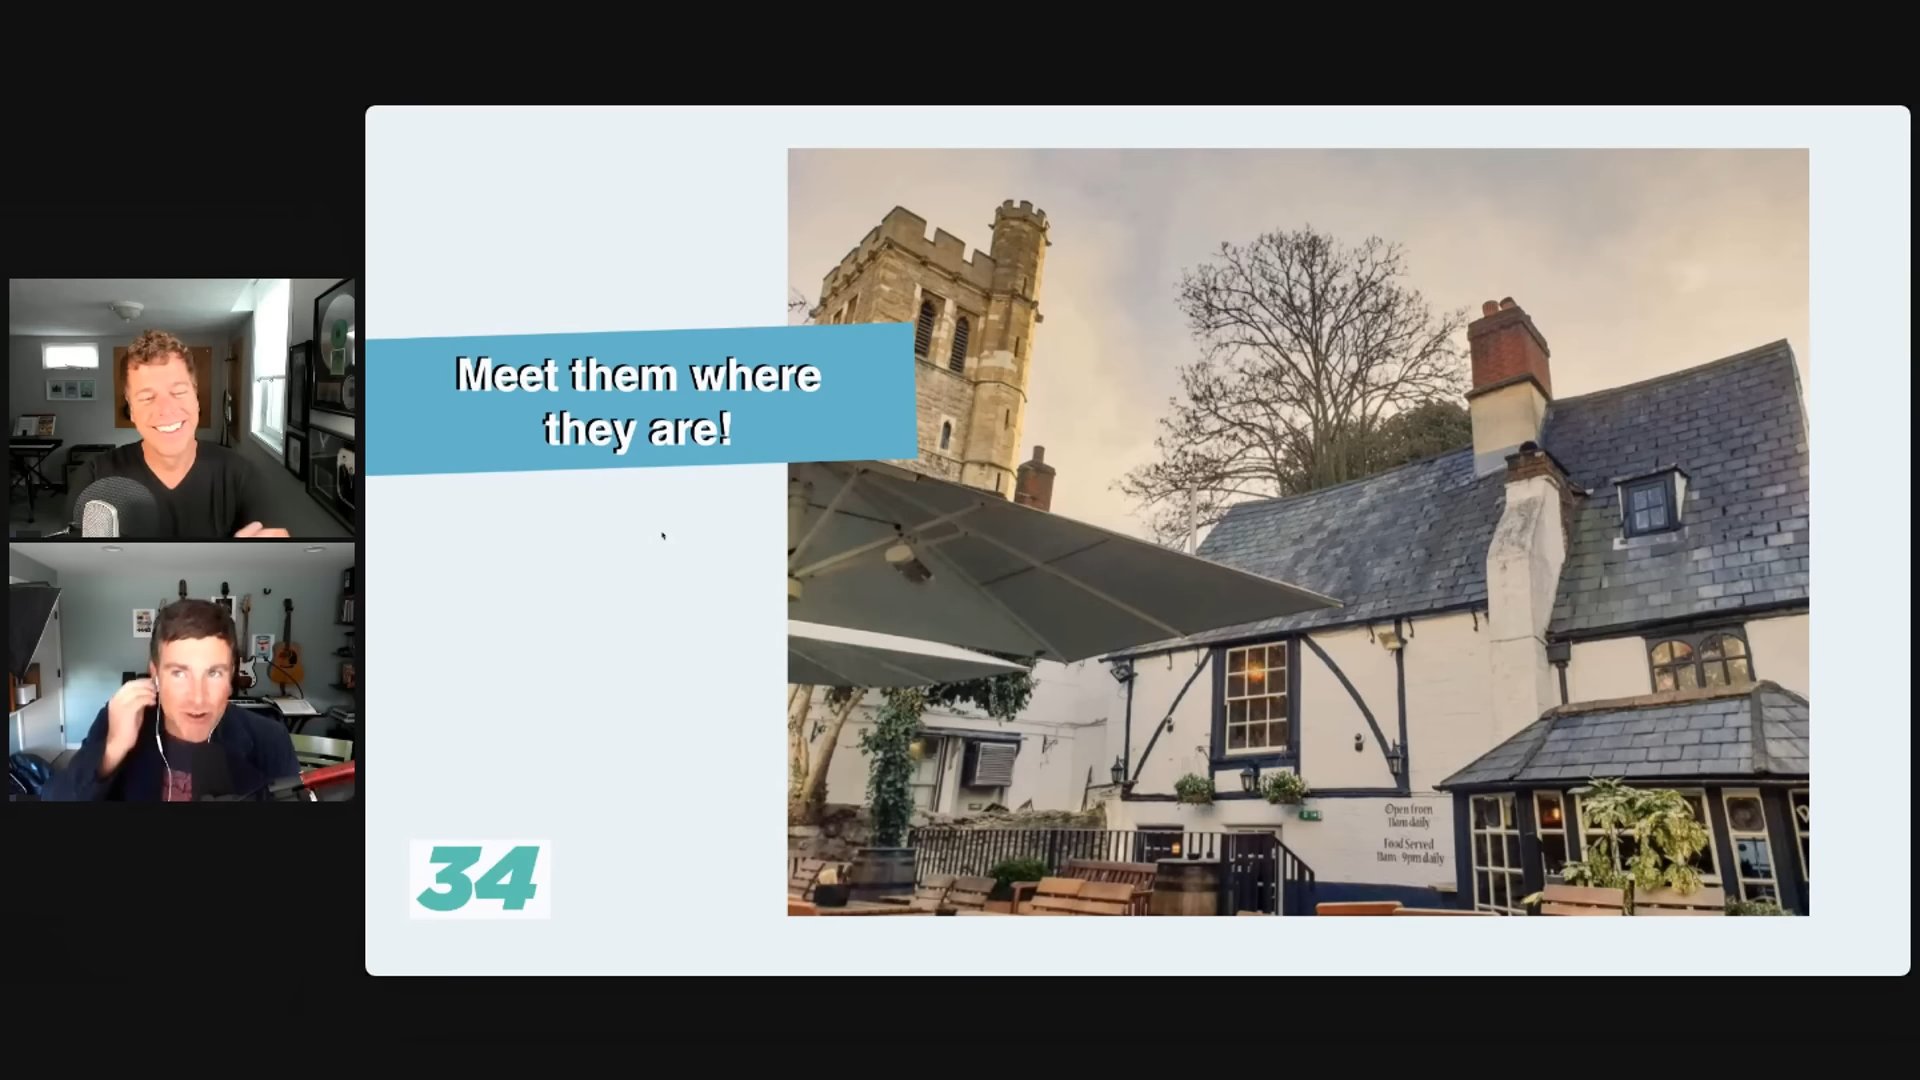 Meet them where
they are!
34
Open from
11am daily
Food Served
11am - 9pm daily